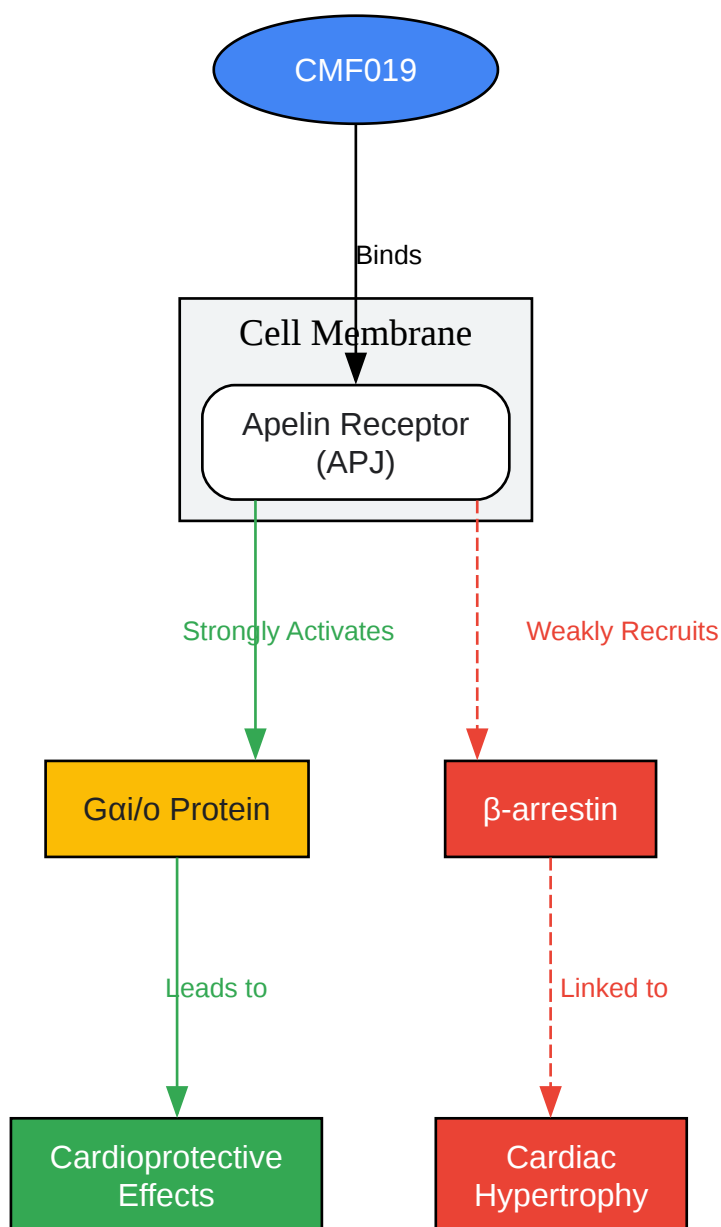 CMF019
Binds
Cell Membrane
Apelin Receptor
(APJ)
Strongly Activates
Weakly Recruits
Gαi/o Protein
β-arrestin
Leads to
Linked to
Cardioprotective
Effects
Cardiac
Hypertrophy